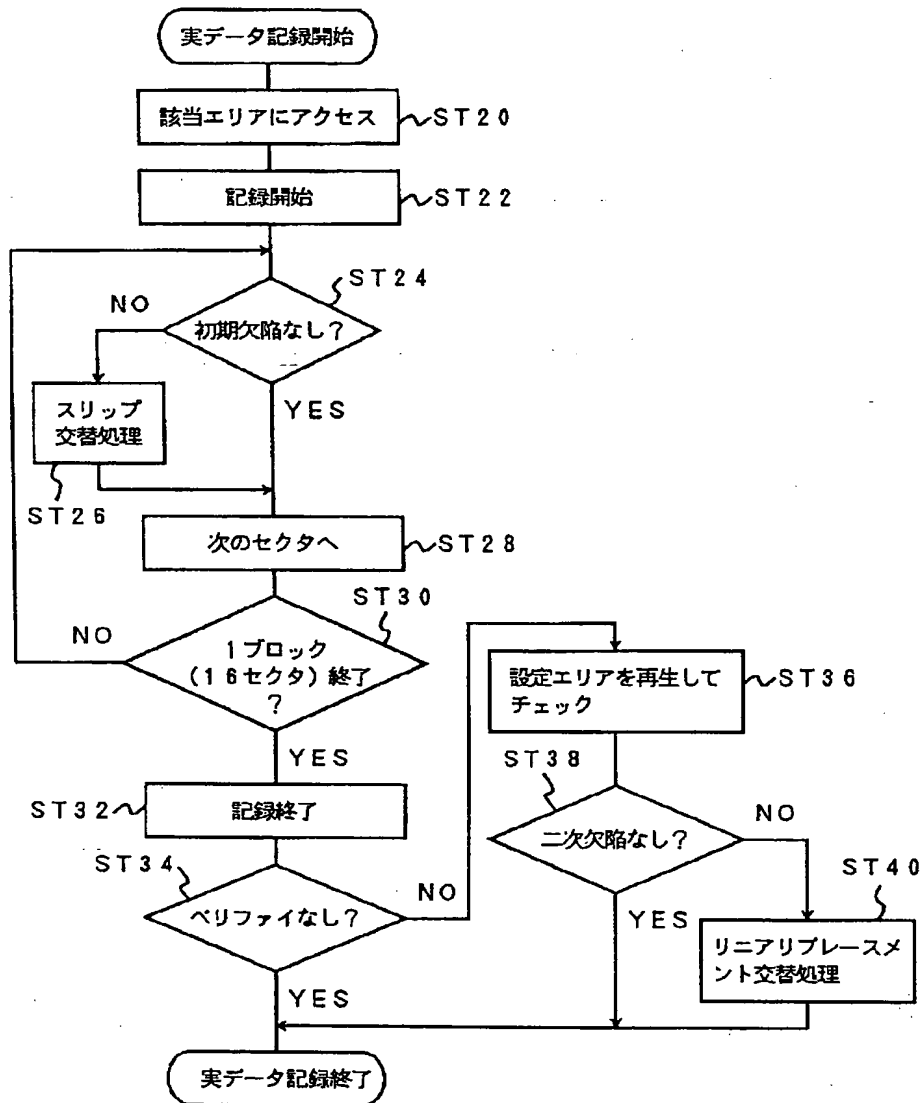 実データ記録開始
該当エリアにアクセス
ST20
記録開始
ST22
ST24
NO
初期欠陥なし?
YES
スリップ
交替処理
ST26
次のセクタへ
ST28
ST30
NO
1ブロック
(16セクタ)終了
?
YES
ST32
記録終了
ST34
ベリファイなし?
NO
YES
設定エリアを再生して
チェック
ST36
ST38
二次欠陥なし?
NO
YES
ST40
リニアリプレースメ
ント交替処理
実データ記録終了